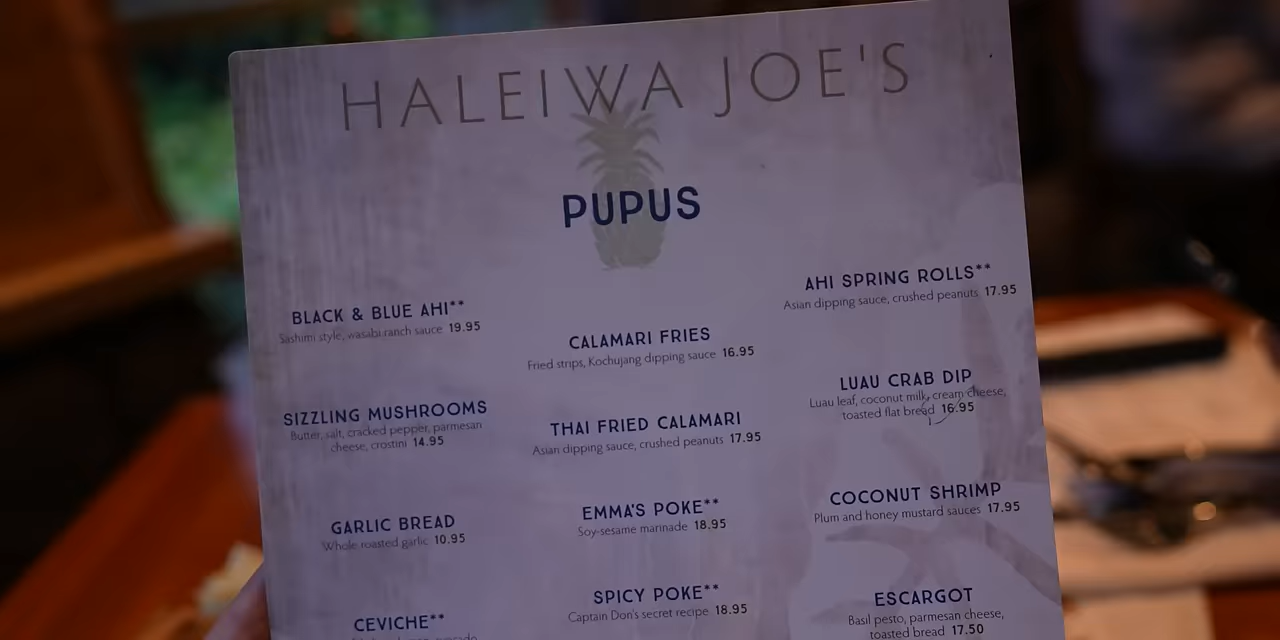 HALEIWA JOE'S
PUPUS
BLACK & BLUE AHI**
Sashimi style, wasabi ranch sauce 19.95
SIZZLING MUSHROOMS
Butter, salt, cracked pepper, parmesan
cheese, crostini 14.95
GARLIC BREAD
Whole roasted garlic 10.95
CEVICHE**
CALAMARI FRIES
Fried strips, Kochujang dipping sauce 16.95
THAI FRIED CALAMARI
Asian dipping sauce, crushed peanuts 17.95
EMMA'S POKE**
Soy-sesame marinade 18.95
SPICY POKE**
Captain Don's secret recipe 18.95
AHI SPRING ROLLS**
Asian dipping sauce, crushed peanuts 17.95
LUAU CRAB DIP
Luau leaf, coconut milk, cream cheese,
toasted flat bread 16.95
COCONUT SHRIMP
Plum and honey mustard sauces 17.95
ESCARGOT
Basil pesto, parmesan cheese,
toasted bread 17.50